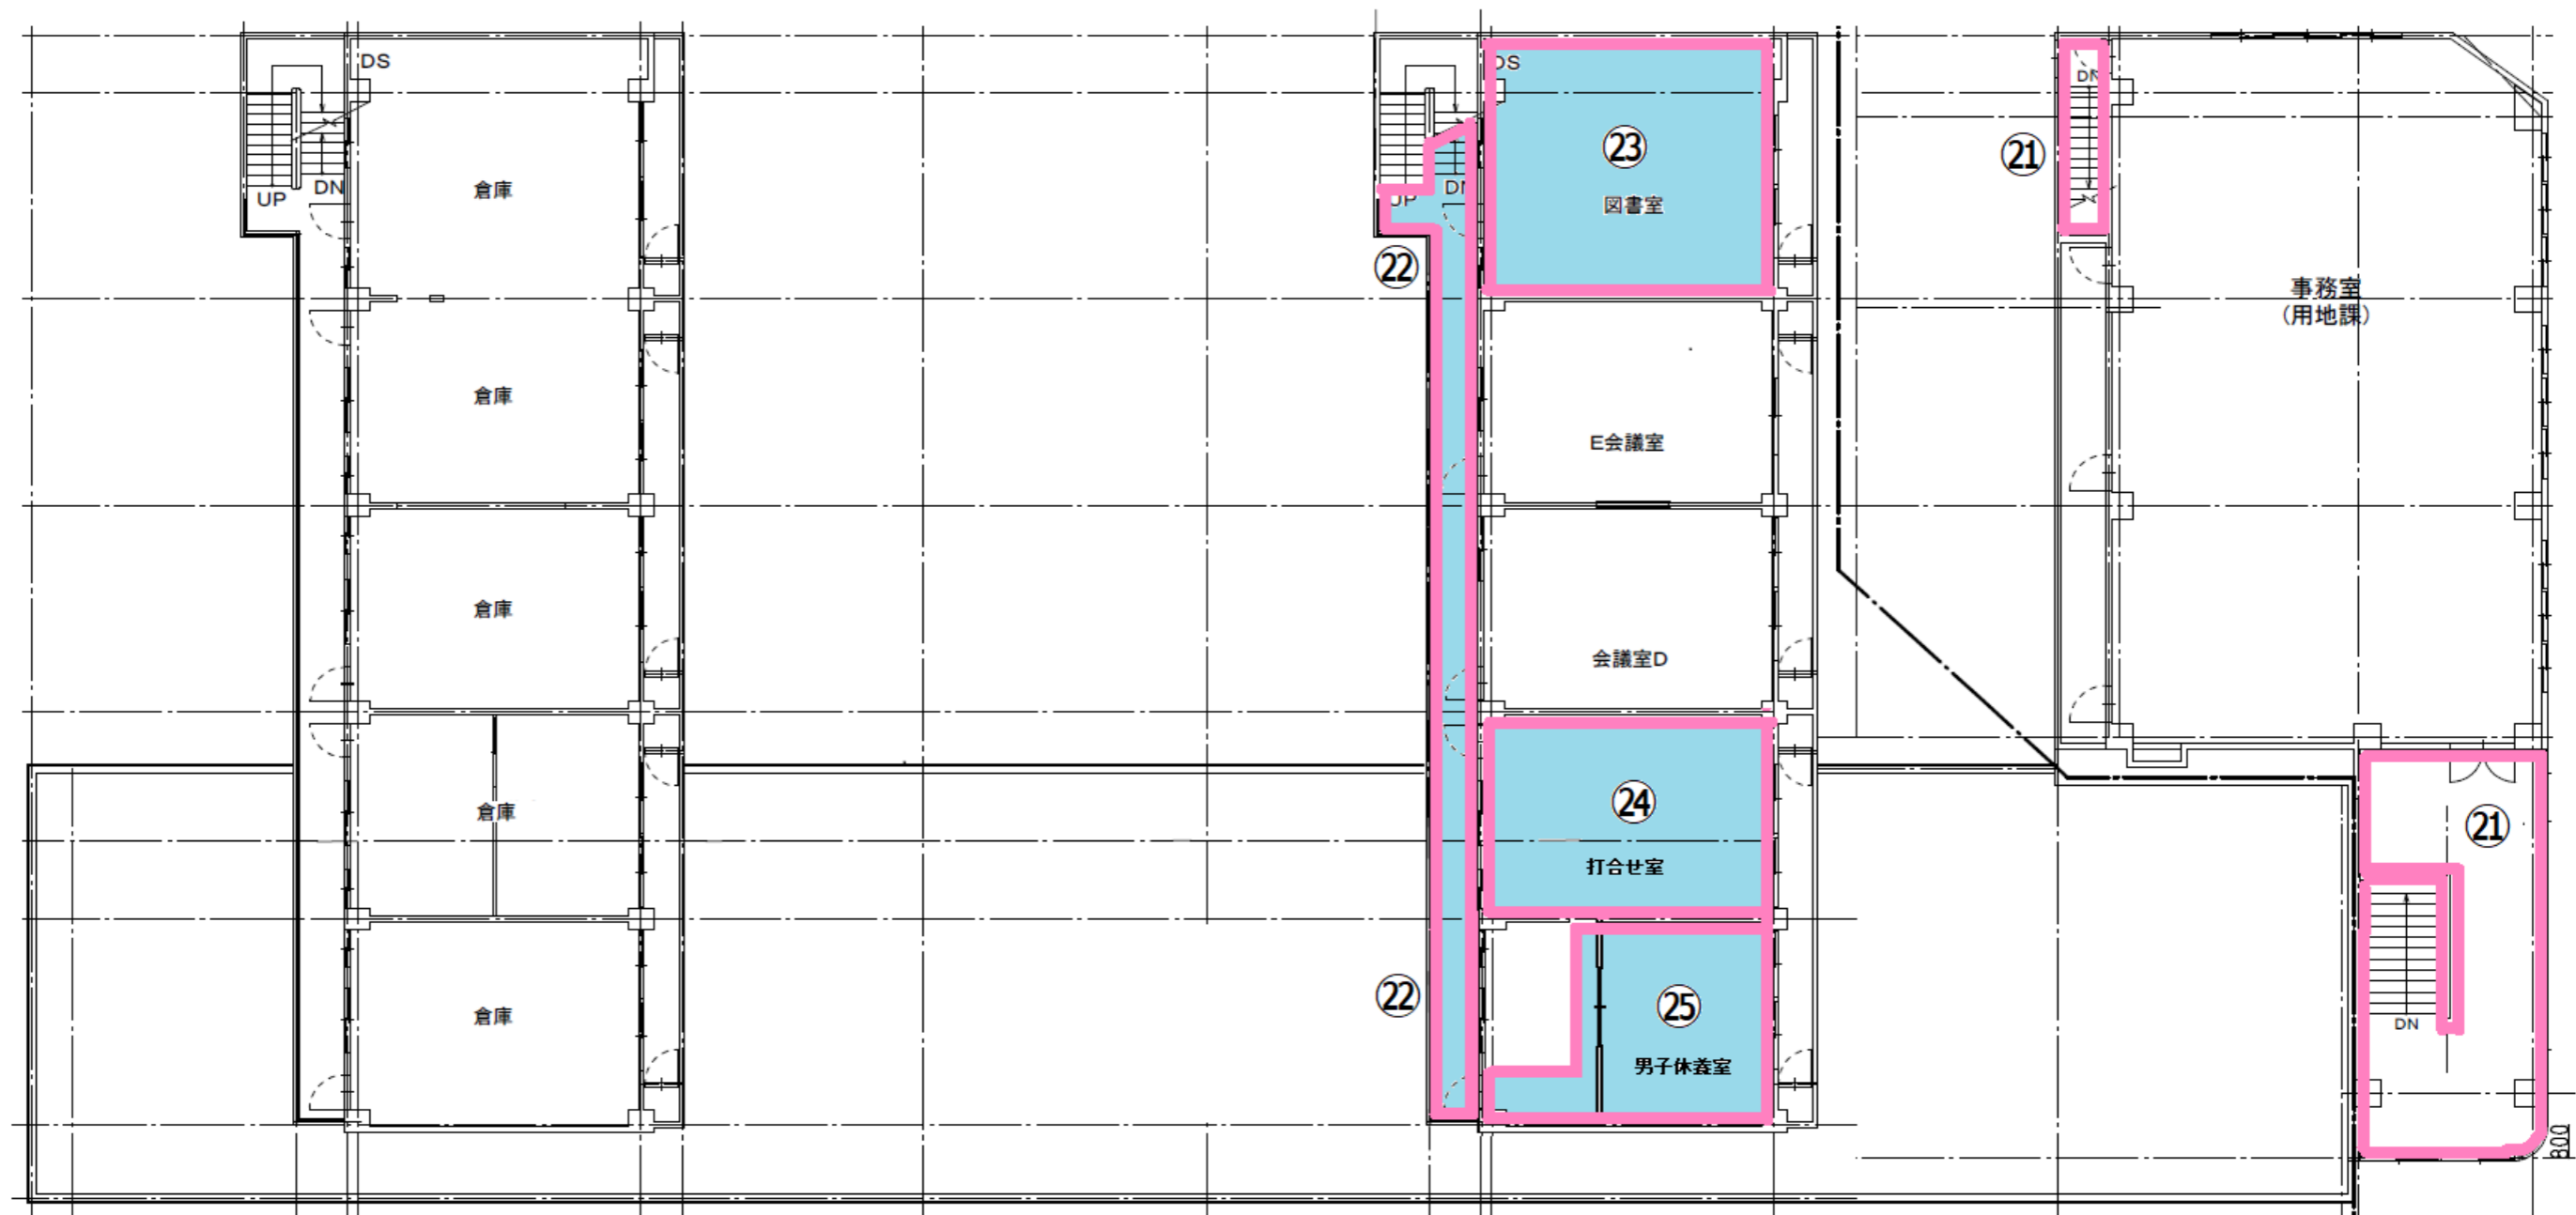 DS
倉庫
UP
DN
倉庫
倉庫
倉庫
倉庫
DS
㉓
図書室
UP
DN
㉒
E会議室
会議室D
㉔
打合せ室
㉒
㉕
男子休養室
DN
㉑
事務室
(用地課)
㉑
DN
800